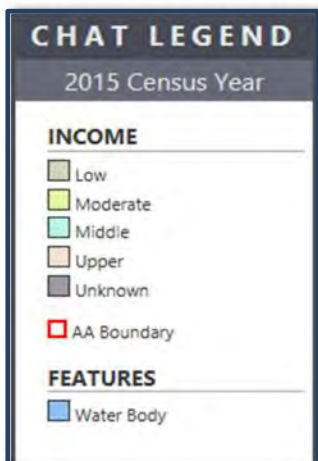 CHAT LEGEND
2015 Census Year
INCOME
Low
Moderate
Middle
Upper
Unknown
AA Boundary
FEATURES
Water Body